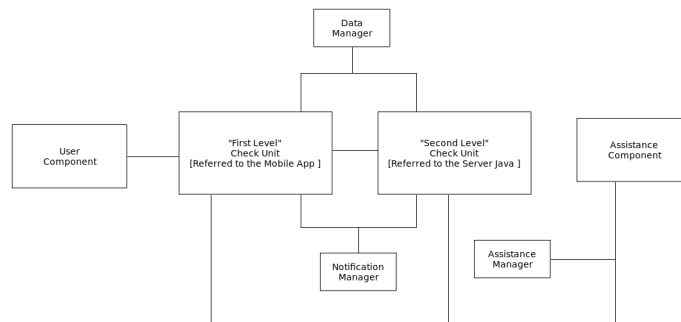 Data
Manager
User
Component
"First Level"
Check Unit
[Referred to the Mobile App ]
"Second Level"
Check Unit
[Referred to the Server Java ]
Assistance
Component
Notification
Manager
Assistance
Manager